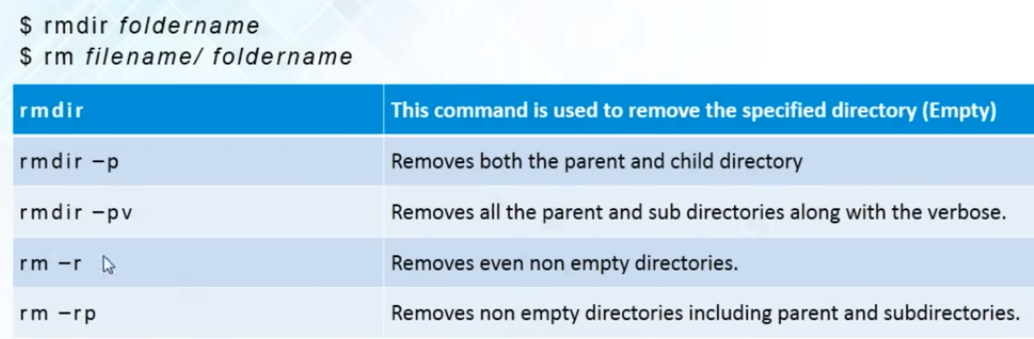 $ rmdir foldername
$ rm filename/ foldername
rmdir This command is used to remove the specified directory (Empty)
rmdir –p Removes both the parent and child directory
rmdir –pv Removes all the parent and sub directories along with the verbose.
rm –r Removes even non empty directories.
rm –rp Removes non empty directories including parent and subdirectories.